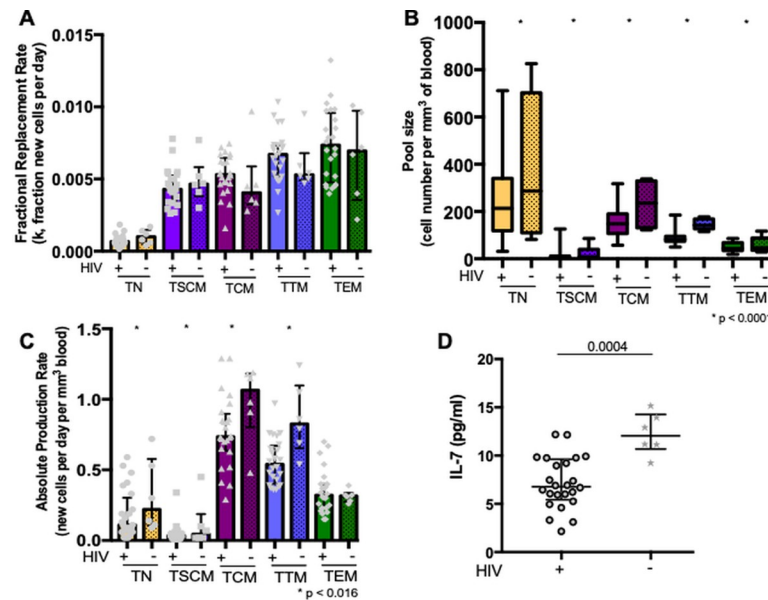 A
Fractional Replacement Rate
(k, fraction new cells per day)
0.015
0.010
0.005
0.000
HIV + - + - + - + - + -
TN TSCM TCM TTM TEM
B
Pool size
(cell number per mm3 of blood)
1000
800
600
400
200
0
* * * * *
HIV + - + - + - + - + -
TN TSCM TCM TTM TEM
* p < 0.0001
C
Absolute Production Rate
(new cells per day per mm3 blood)
1.5
1.0
0.5
0.0
* * * *
HIV + - + - + - + - + -
TN TSCM TCM TTM TEM
* p < 0.016
D
IL-7 (pg/ml)
20
15
10
5
0
0.0004
HIV + -